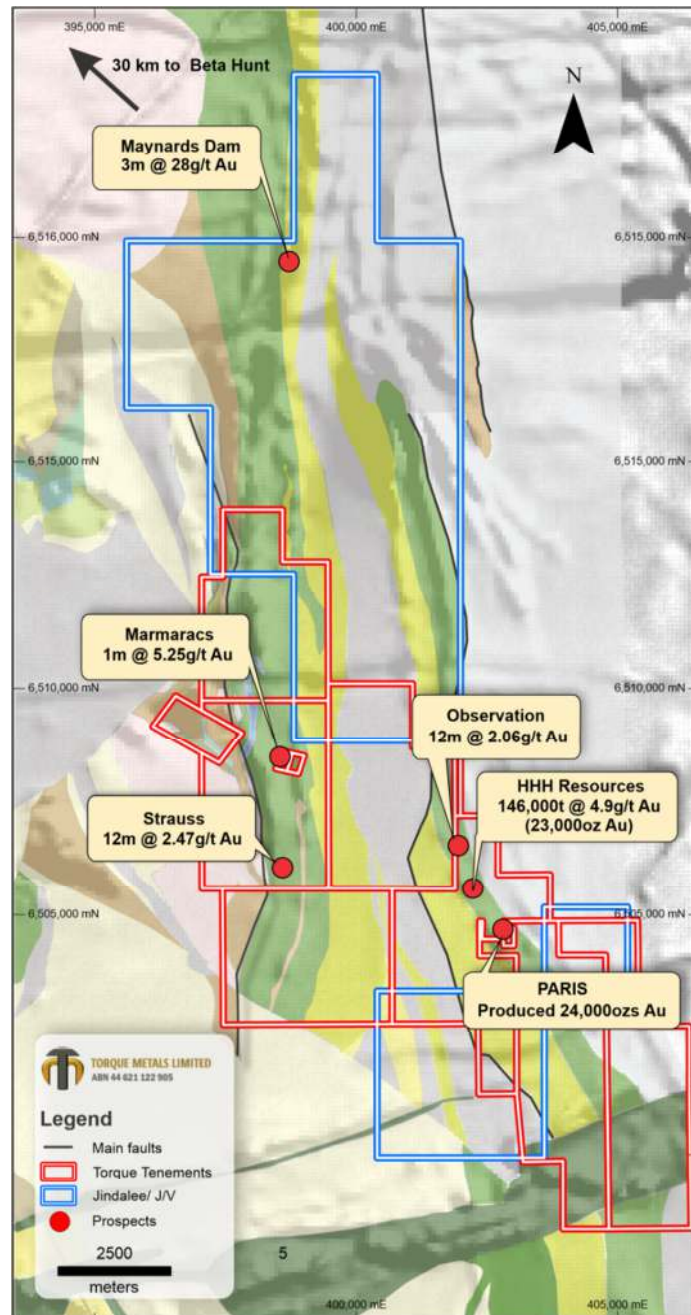 395,000 mE
400,000 mE
405,000 mE
30 km to Beta Hunt
N
Maynards Dam
3m @ 28g/t Au
6,516,000 mN
6,515,000 mN
6,515,000 mN
6,515,000 mN
Marmaracs
1m @ 5.25g/t Au
6,510,000 mN
6,510,000 mN
Observation
12m @ 2.06g/t Au
HHH Resources
146,000t @ 4.9g/t Au
(23,000oz Au)
Strauss
12m @ 2.47g/t Au
6,505,000 mN
6,505,000 mN
PARIS
Produced 24,000ozs Au
TORQUE METALS LIMITED
ABN 44 621 122 905
Legend
Main faults
Torque Tenements
Jindalee/ J/V
Prospects
2500
5
meters
400,000 mE
405,000 mE